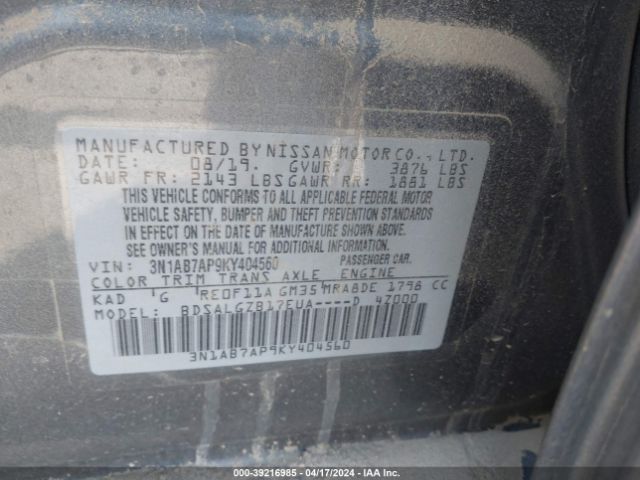 MANUFACTURED BY NISSAN MOTOR CO., LTD.
DATE: 08/19. GVWR: 3876 LBS
GAWR FR: 2143 LBS GAWR RR: 1881 LBS
THIS VEHICLE CONFORMS TO ALL APPLICABLE FEDERAL MOTOR
VEHICLE SAFETY, BUMPER AND THEFT PREVENTION STANDARDS
IN EFFECT ON THE DATE OF MANUFACTURE SHOWN ABOVE.
SEE OWNER'S MANUAL FOR ADDITIONAL INFORMATION.
VIN: 3N1AB7AP9KY404560 PASSENGER CAR.
COLOR TRIM TRANS AXLE ENGINE
KAD 'G RE0F11A GM35 MRA8DE 1798 CC
MODEL: BDSALGZB17EUA----D 47000
3N1AB7AP9KY404560
000-39216985 | 04/17/2024 - IAA Inc.